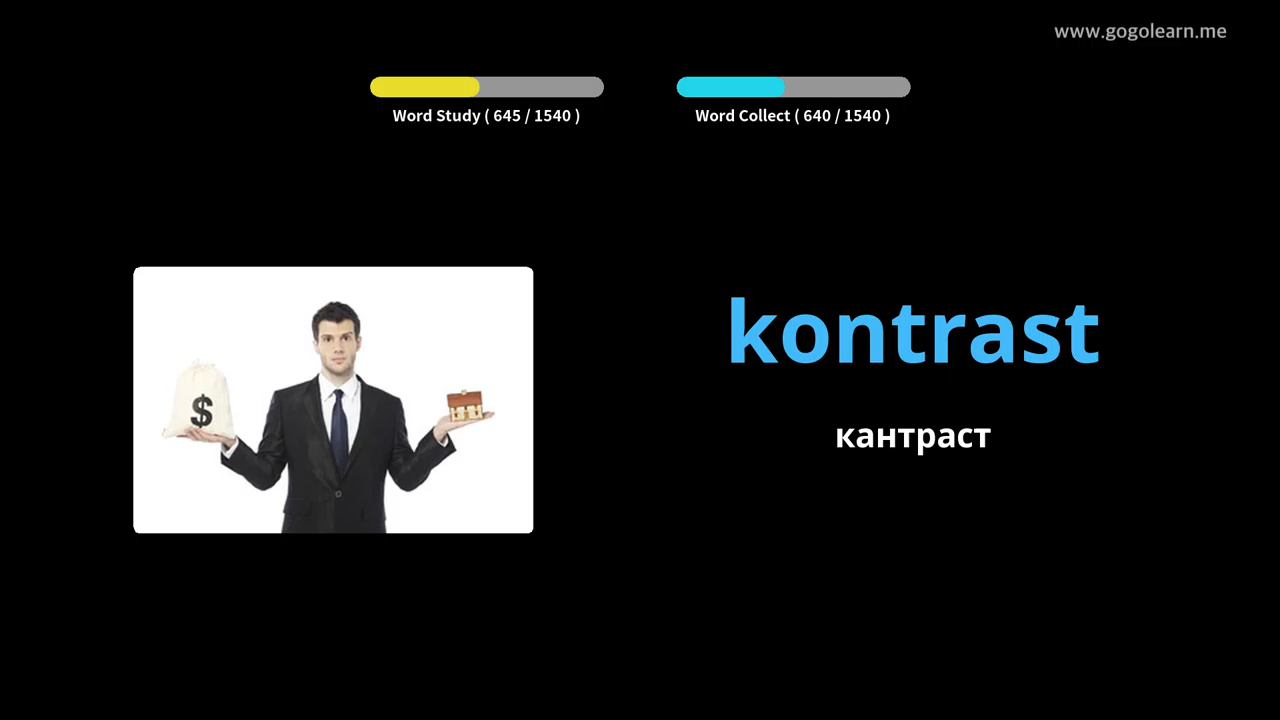 www.gogolearn.me
Word Study ( 645 / 1540 )
Word Collect ( 640 / 1540 )
$
kontrast
кантраст